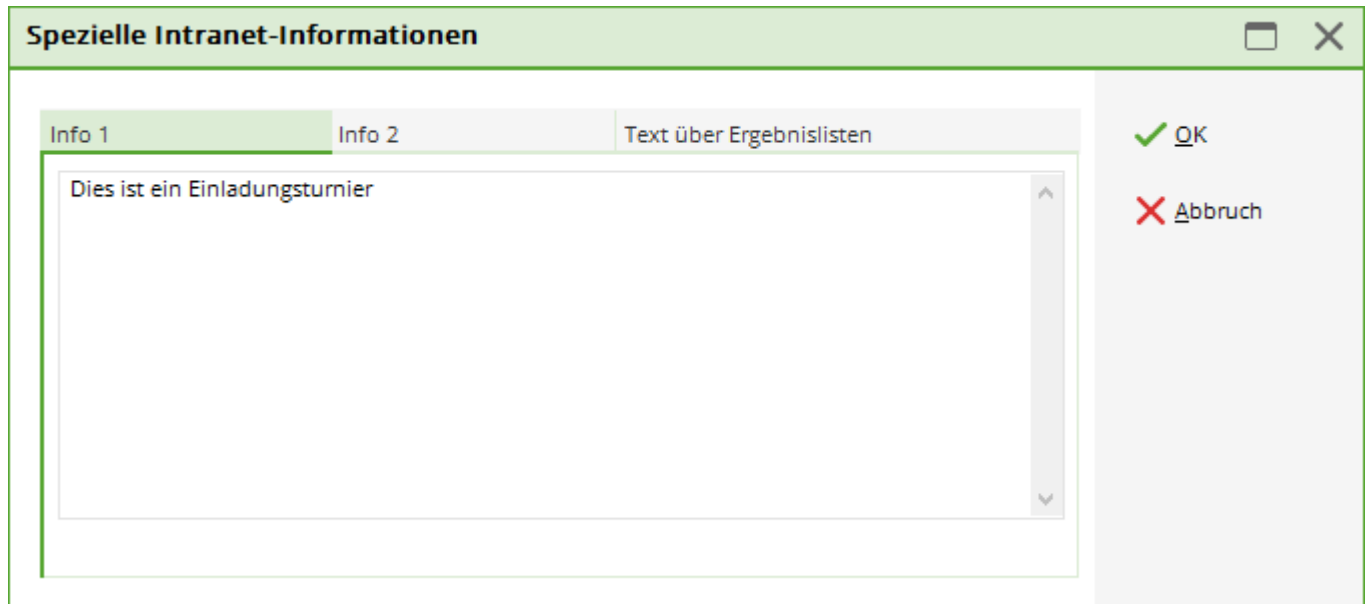 Spezielle Intranet-Informationen
Info 1
Info 2
Text über Ergebnislisten
Dies ist ein Einladungsturnier
OK
Abbruch